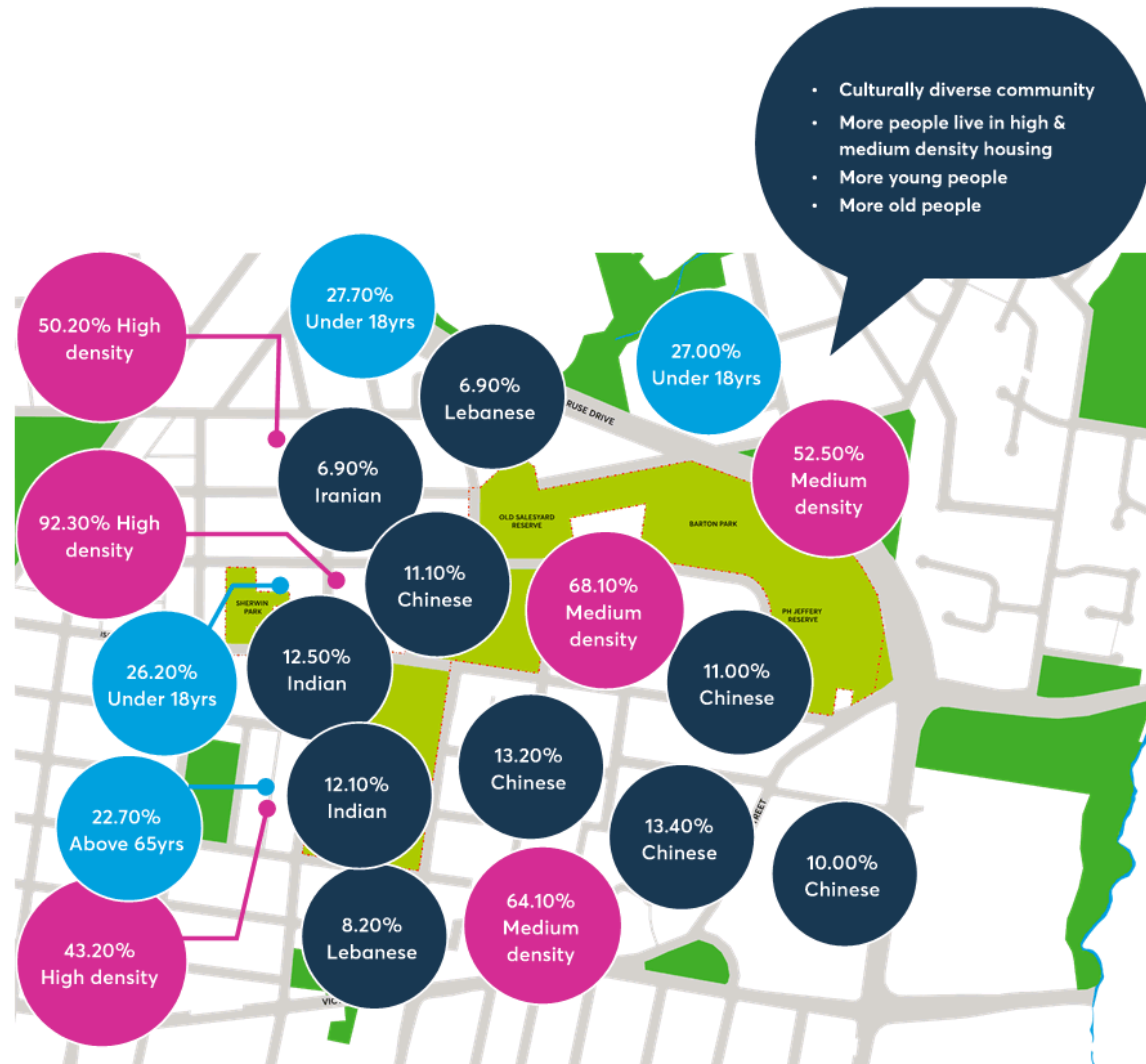 • Culturally diverse community
• More people live in high &
medium density housing
• More young people
• More old people
27.70%
Under 18yrs
50.20% High
density
27.00%
Under 18yrs
6.90%
Lebanese
RUSE DRIVE
52.50%
Medium
density
6.90%
Iranian
92.30% High
density
OLD SALESYARD
RESERVE
BARTON PARK
11.10%
Chinese
68.10%
Medium
density
SHERWIN
PARK
PH JEFFERY
RESERVE
26.20%
Under 18yrs
12.50%
Indian
11.00%
Chinese
13.20%
Chinese
12.10%
Indian
22.70%
Above 65yrs
13.40%
Chinese
10.00%
Chinese
64.10%
Medium
density
8.20%
Lebanese
43.20%
High density